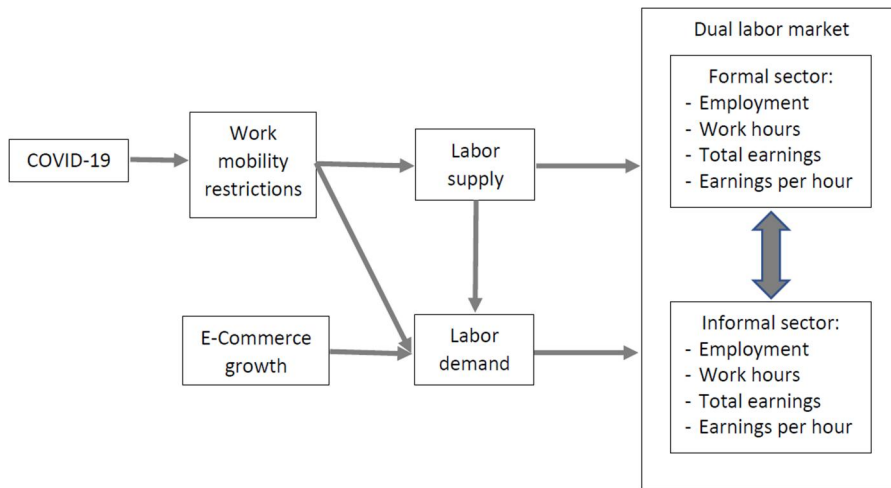 COVID-19
Work
mobility
restrictions
Labor
supply
E-Commerce
growth
Labor
demand
Dual labor market
Formal sector:
- Employment
- Work hours
- Total earnings
- Earnings per hour
Informal sector:
- Employment
- Work hours
- Total earnings
- Earnings per hour